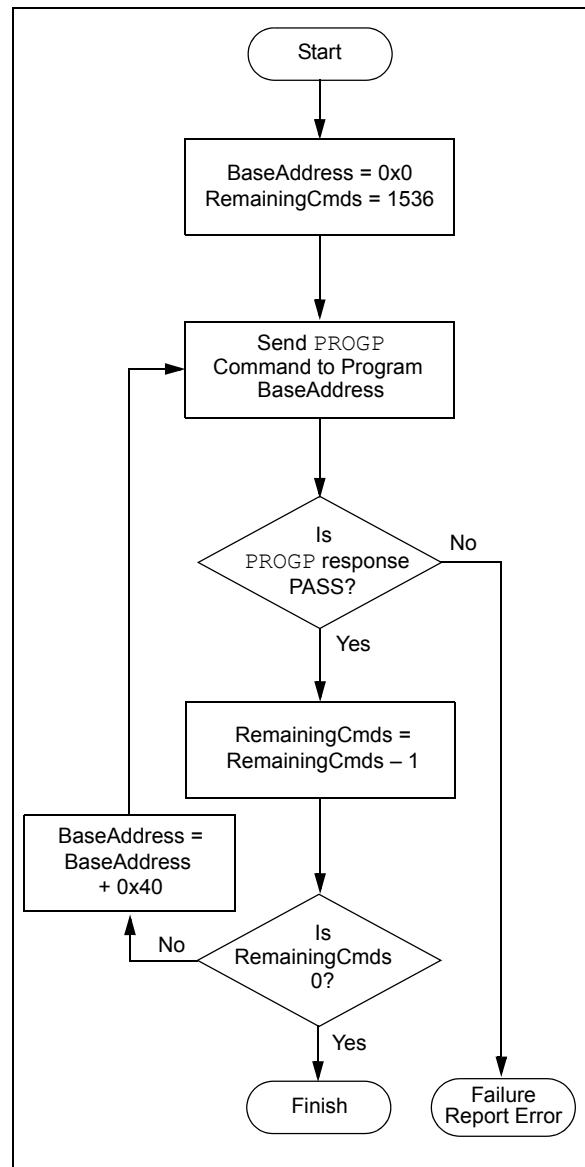 Start
BaseAddress = 0x0
RemainingCmds = 1536
Send PROGP
Command to Program
BaseAddress
Is
PROGP response
PASS?
No
Yes
RemainingCmds =
RemainingCmds – 1
BaseAddress =
BaseAddress
+ 0x40
Is
RemainingCmds
0?
No
Yes
Finish
Failure
Report Error